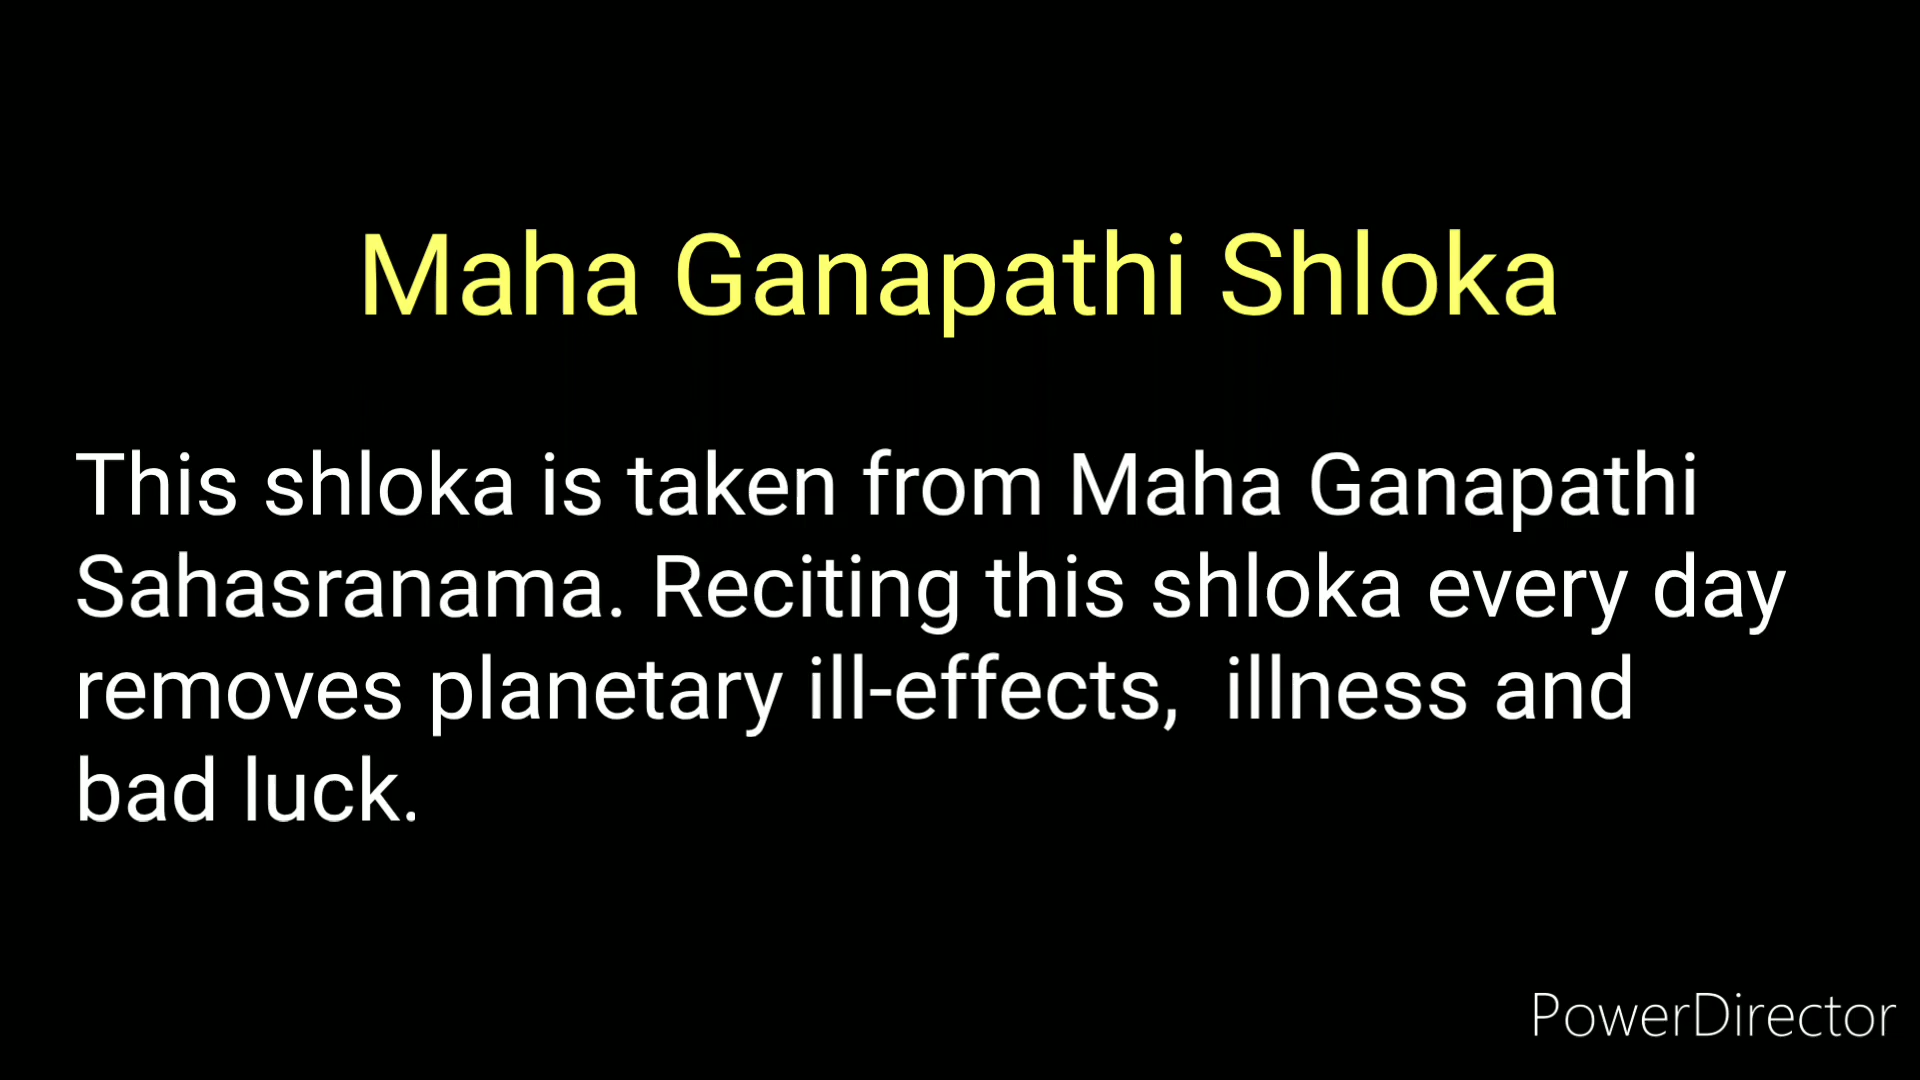 Maha Ganapathi Shloka
This shloka is taken from Maha Ganapathi
Sahasranama. Reciting this shloka every day
removes planetary ill-effects,  illness and
bad luck.
PowerDirector